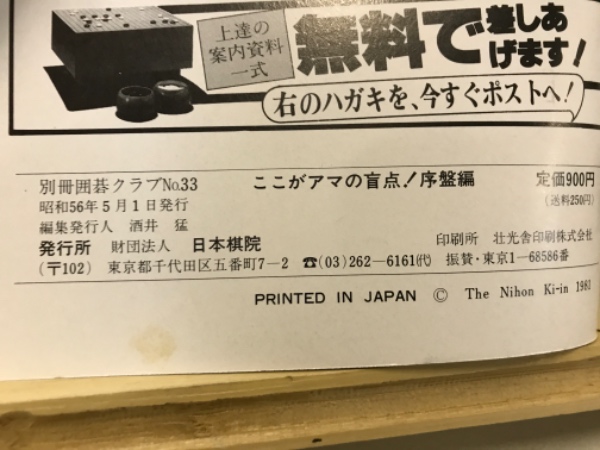 上達の
案内資料
一式
無料で差しあげます!
右のハガキを、今すぐポストへ!
別冊囲碁クラブNo.33 ここがアマの盲点!序盤編 定価900円
昭和56年5月1日発行 (送料250円)
編集発行人 酒井 猛
発行所 財団法人 日本棋院 印刷所 壮光舎印刷株式会社
(〒102) 東京都千代田区五番町7−2 ☎(03)262−6161(代) 振替・東京1−68586番
PRINTED IN JAPAN © The Nihon Ki-in 1981